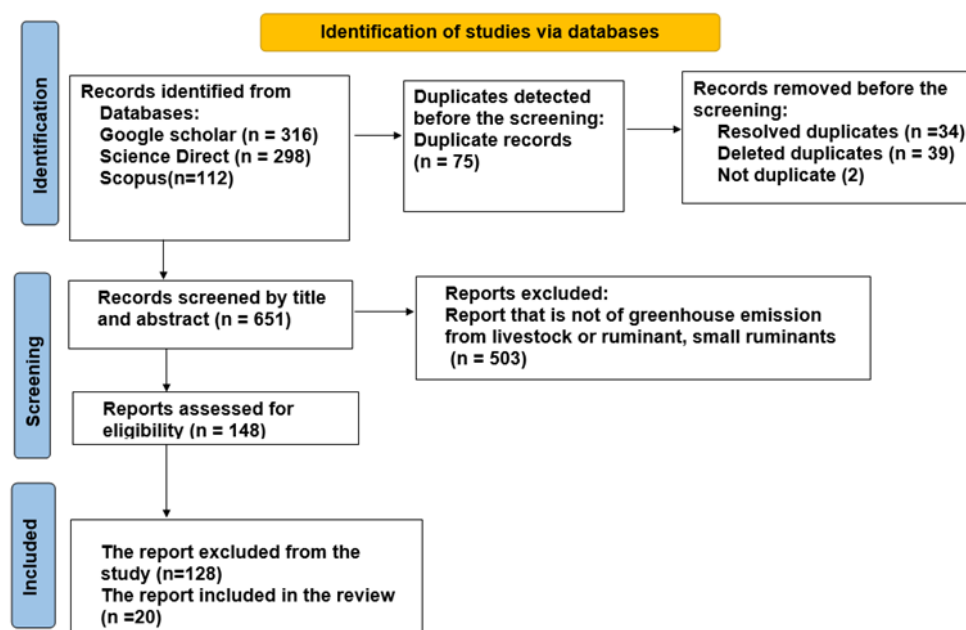 Identification of studies via databases
Identification
Records identified from
Databases:
Google scholar (n = 316)
Science Direct (n = 298)
Scopus(n=112)
Duplicates detected
before the screening:
Duplicate records
(n = 75)
Records removed before the
screening:
Resolved duplicates (n =34)
Deleted duplicates (n = 39)
Not duplicate (2)
Screening
Records screened by title
and abstract (n = 651)
Reports excluded:
Report that is not of greenhouse emission
from livestock or ruminant, small ruminants
(n = 503)
Reports assessed for
eligibility (n = 148)
Included
The report excluded from the
study (n=128)
The report included in the review
(n =20)